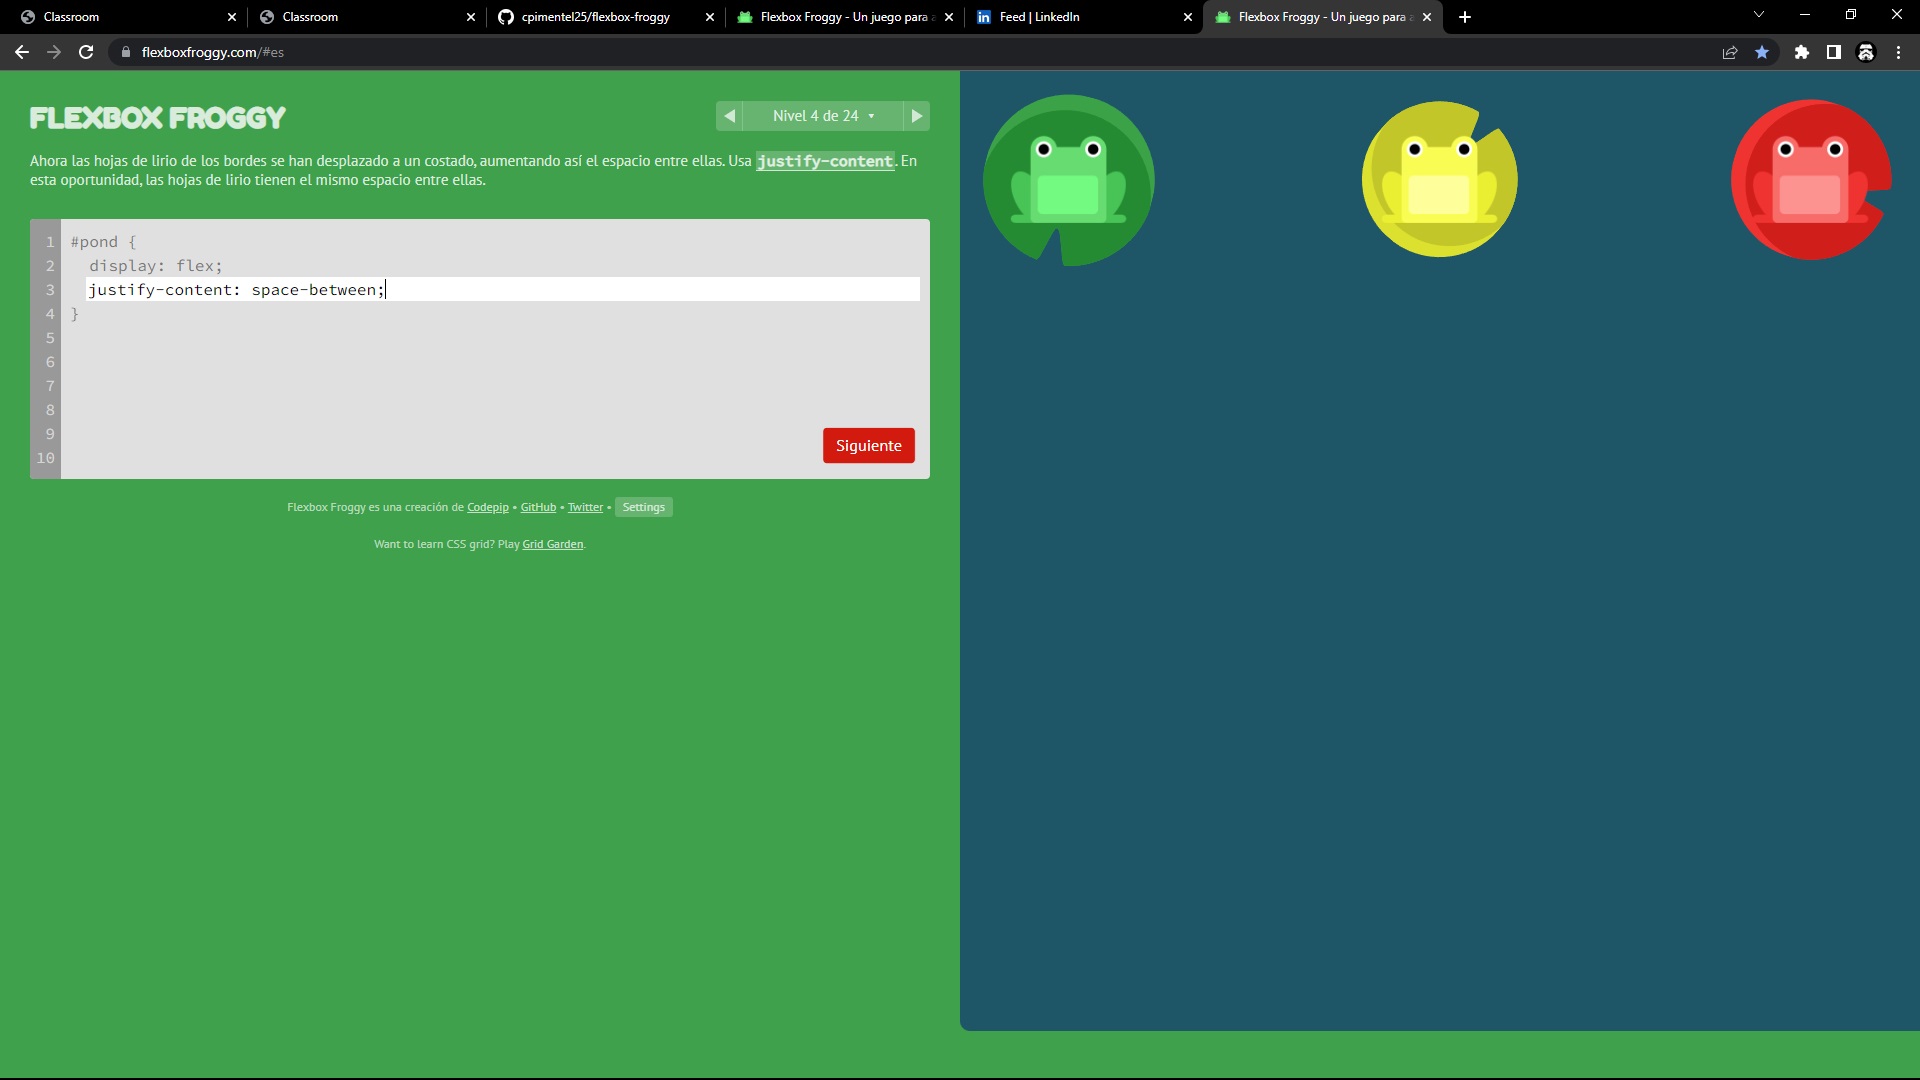 Classroom
Classroom
cpimentel25/flexbox-froggy
Flexbox Froggy - Un juego para
Feed | LinkedIn
Flexbox Froggy - Un juego para
flexboxfroggy.com/#es
FLEXBOX FROGGY
Nivel 4 de 24
Ahora las hojas de lirio de los bordes se han desplazado a un costado, aumentando así el espacio entre ellas. Usa justify-content. En
esta oportunidad, las hojas de lirio tienen el mismo espacio entre ellas.
1 #pond {
2 display: flex;
3 justify-content: space-between;
4 }
5
6
7
8
9
10
Siguiente
Flexbox Froggy es una creación de Codepip • GitHub • Twitter • Settings
Want to learn CSS grid? Play Grid Garden.